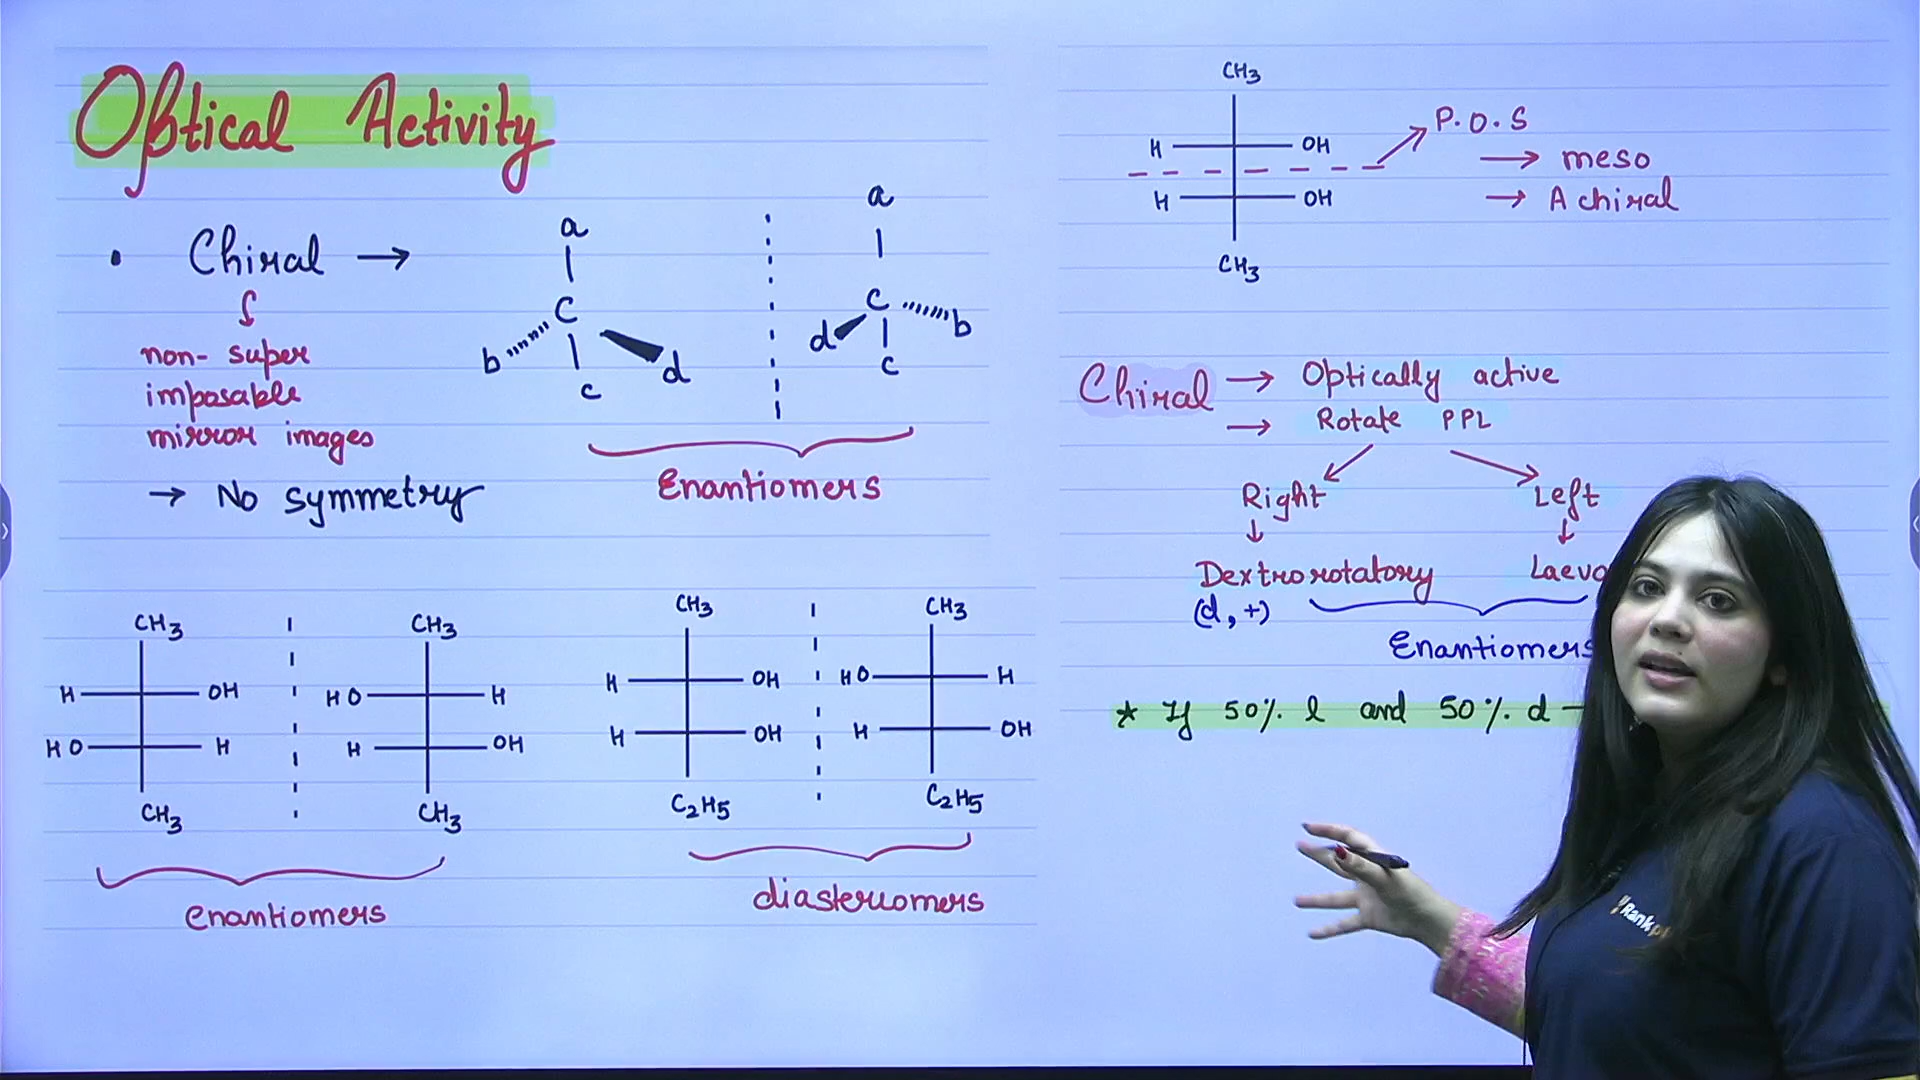 Optical Activity
• Chiral →
non-super
imposable
mirror images
→ No symmetry
a
C
b
d
c
a
C
d
b
c
Enantiomers
CH3
H
OH
HO
H
CH3
CH3
HO
H
H
OH
CH3
enantiomers
CH3
H
OH
H
OH
C2H5
CH3
HO
H
H
OH
C2H5
diastereomers
CH3
H
OH
H
OH
CH3
P.O.S
→ meso
→ Achiral
Chiral → Optically active
→ Rotate PPL
Right
Left
↓
↓
Dextrorotatory
Laevo
(d, +)
Enantiomers
* If 50% l and 50% d –
Rankp